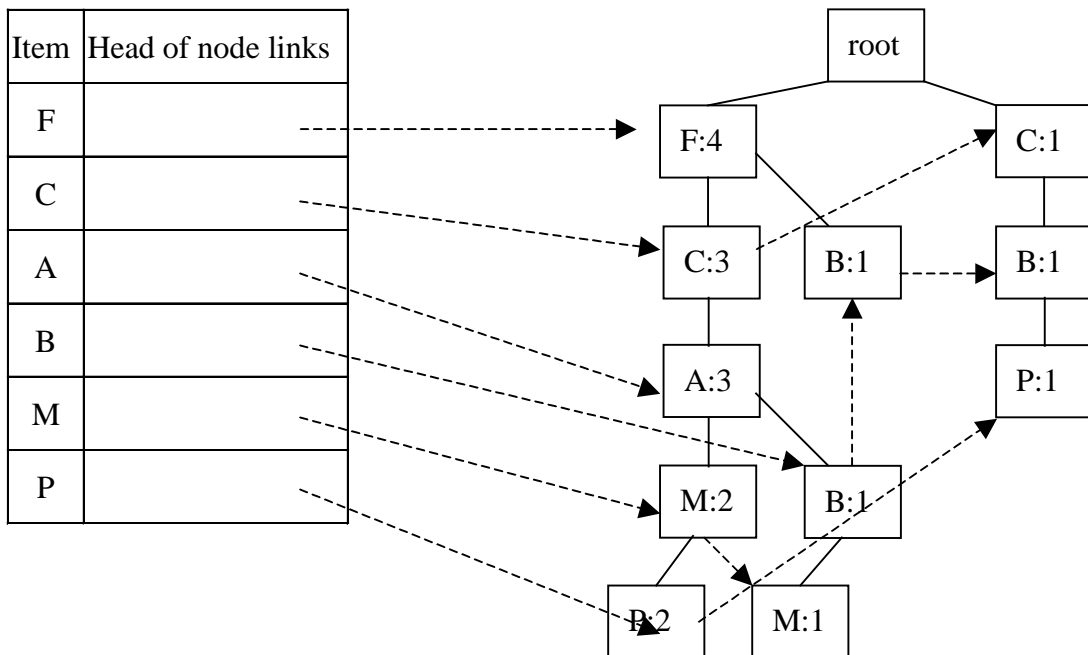 Item Head of node links
F
C
A
B
M
P
root
F:4 C:1
C:3 B:1 B:1
A:3 P:1
M:2 B:1
P:2 M:1